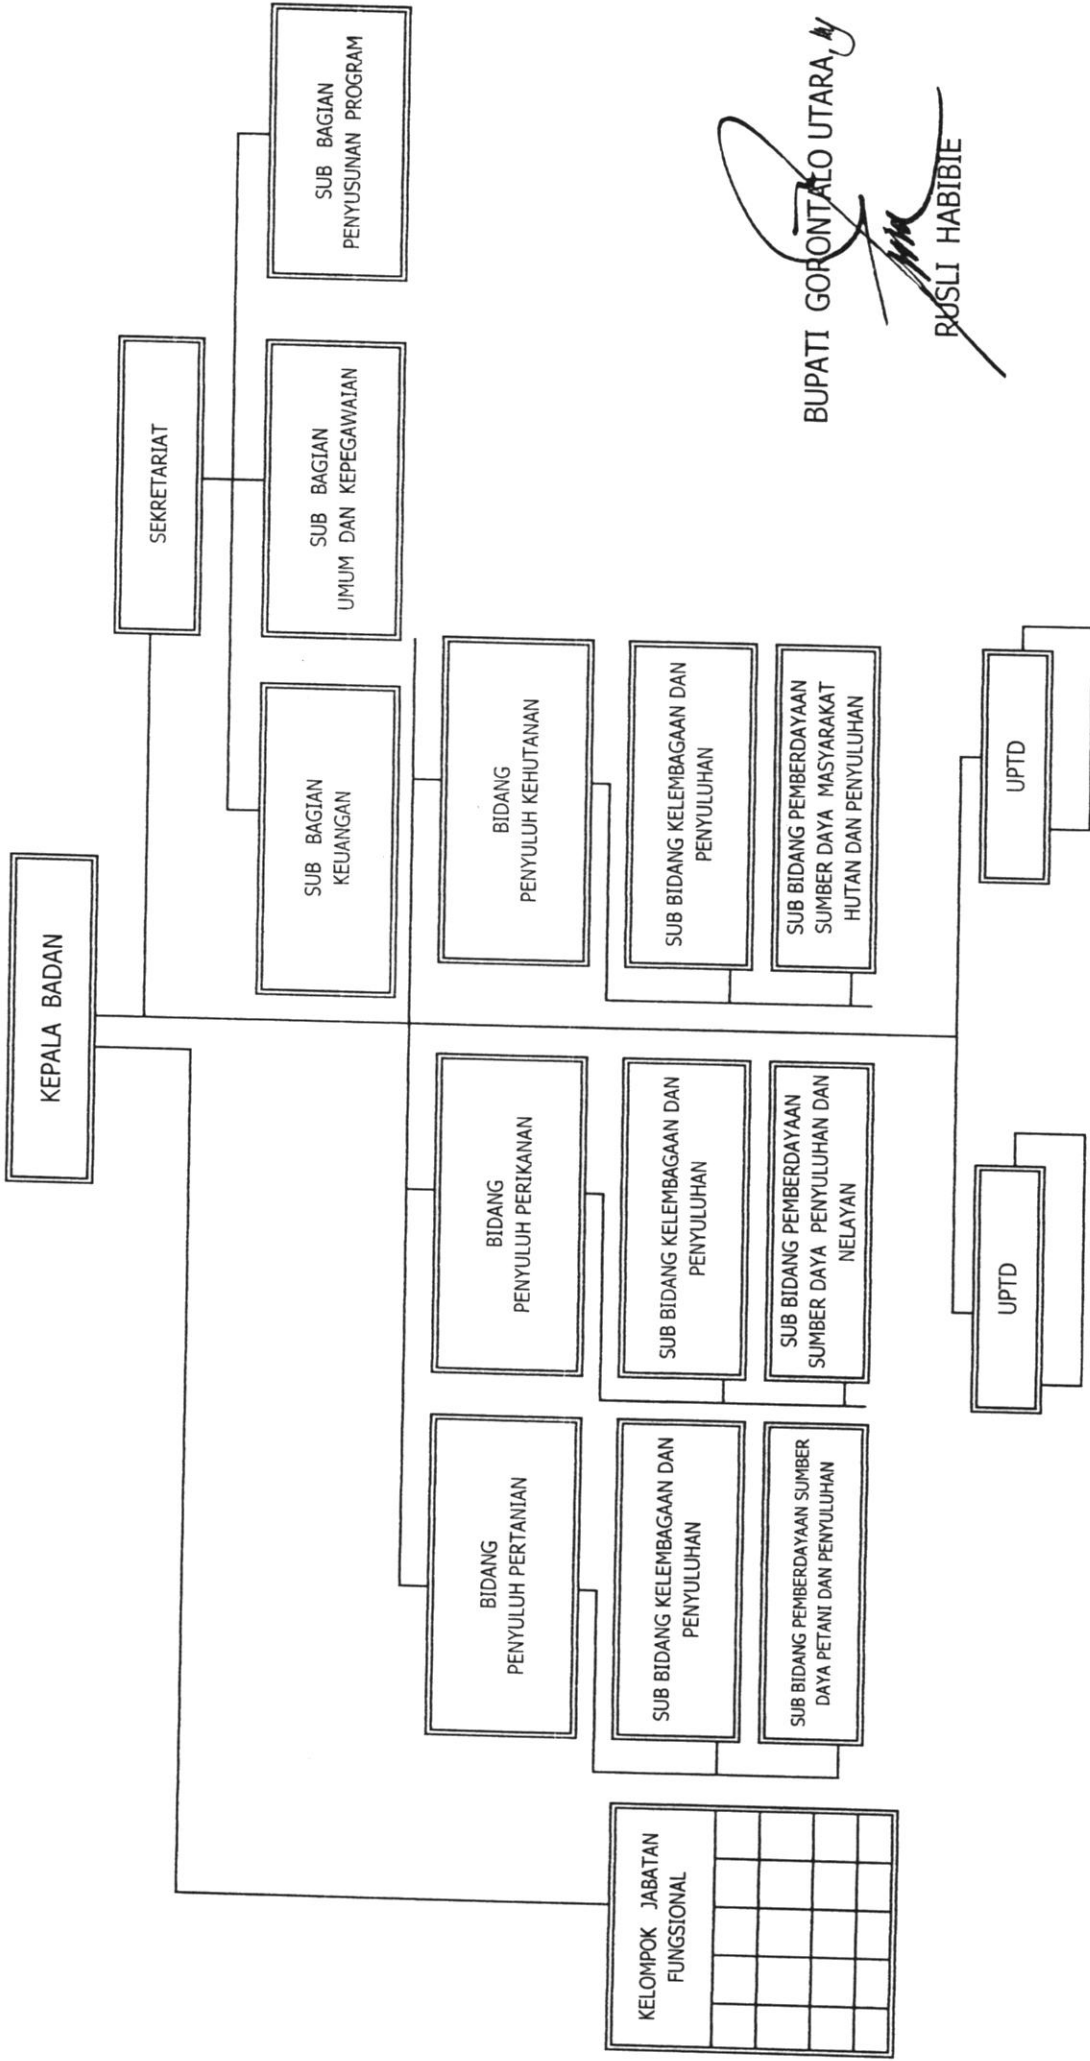 KEPALA BADAN
SEKRETARIAT
SUB BAGIAN
KEUANGAN
SUB BAGIAN
UMUM DAN KEPEGAWAIAN
SUB BAGIAN
PENYUSUNAN PROGRAM
BIDANG
PENYULUH PERTANIAN
BIDANG
PENYULUH PERIKANAN
BIDANG
PENYULUH KEHUTANAN
KELOMPOK JABATAN
FUNGSIONAL
SUB BIDANG KELEMBAGAAN DAN
PENYULUHAN
SUB BIDANG KELEMBAGAAN DAN
PENYULUHAN
SUB BIDANG KELEMBAGAAN DAN
PENYULUHAN
SUB BIDANG PEMBERDAYAAN SUMBER
DAYA PETANI DAN PENYULUHAN
SUB BIDANG PEMBERDAYAAN
SUMBER DAYA PENYULUHAN DAN
NELAYAN
SUB BIDANG PEMBERDAYAAN
SUMBER DAYA MASYARAKAT
HUTAN DAN PENYULUHAN
UPTD
UPTD
BUPATI GORONTALO UTARA,
RUSLI HABIBIE